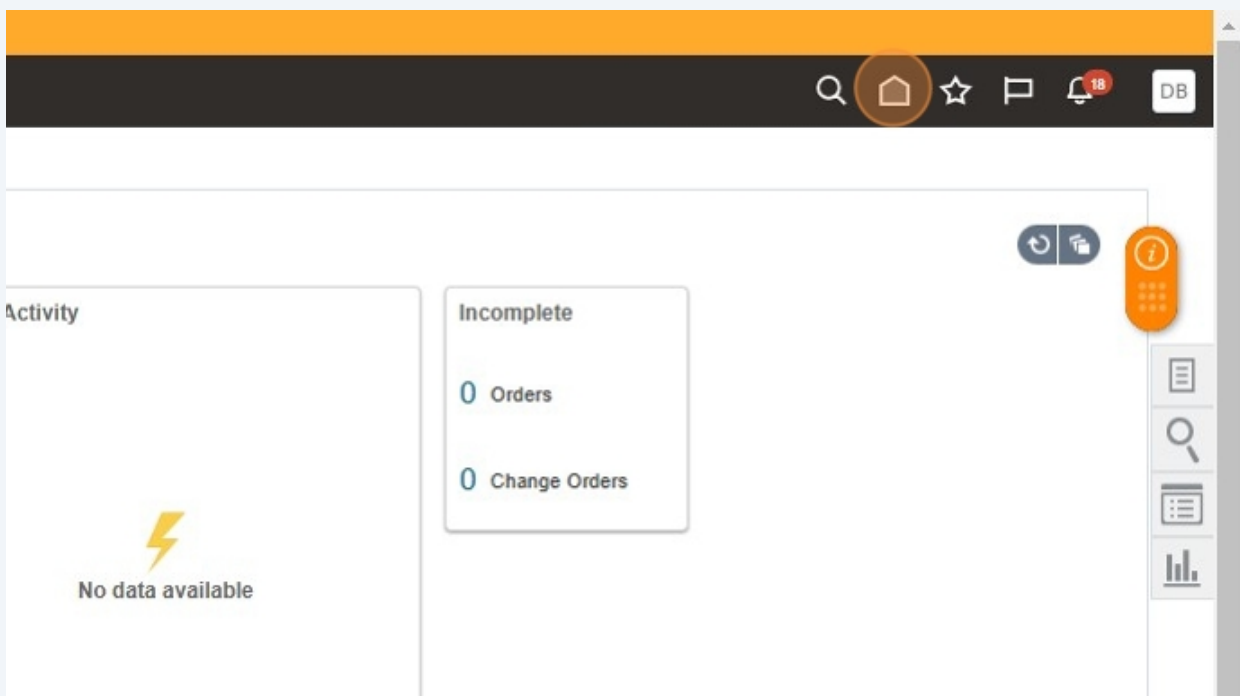 18
DB
i
Activity
Incomplete
0 Orders
0 Change Orders
No data available